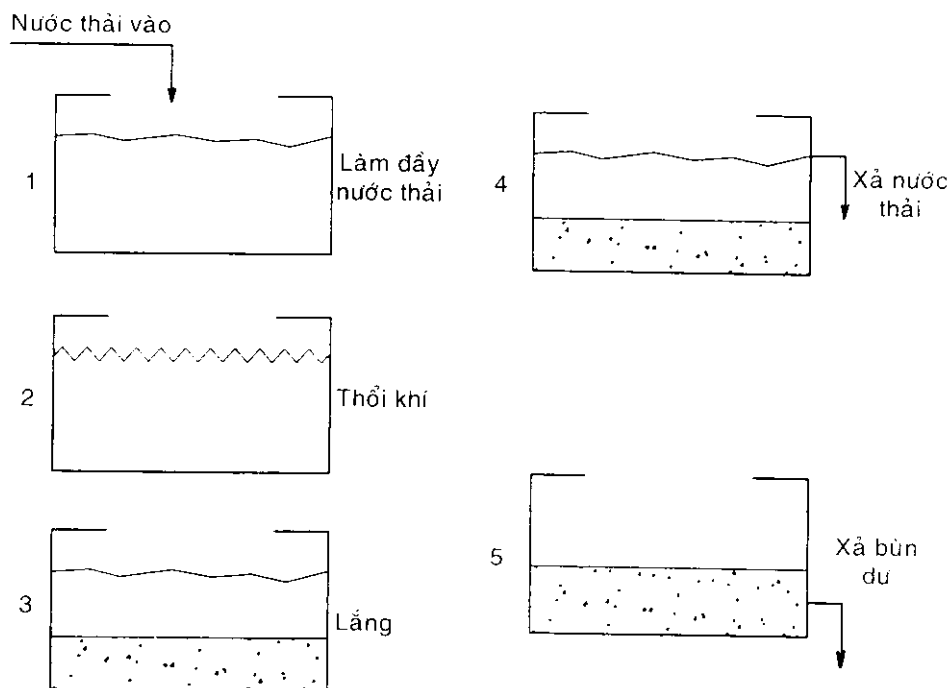 Nước thải vào
1
Làm đầy
nước thải
2
Thổi khí
3
Lắng
4
Xả nước
thải
5
Xả bùn
dư